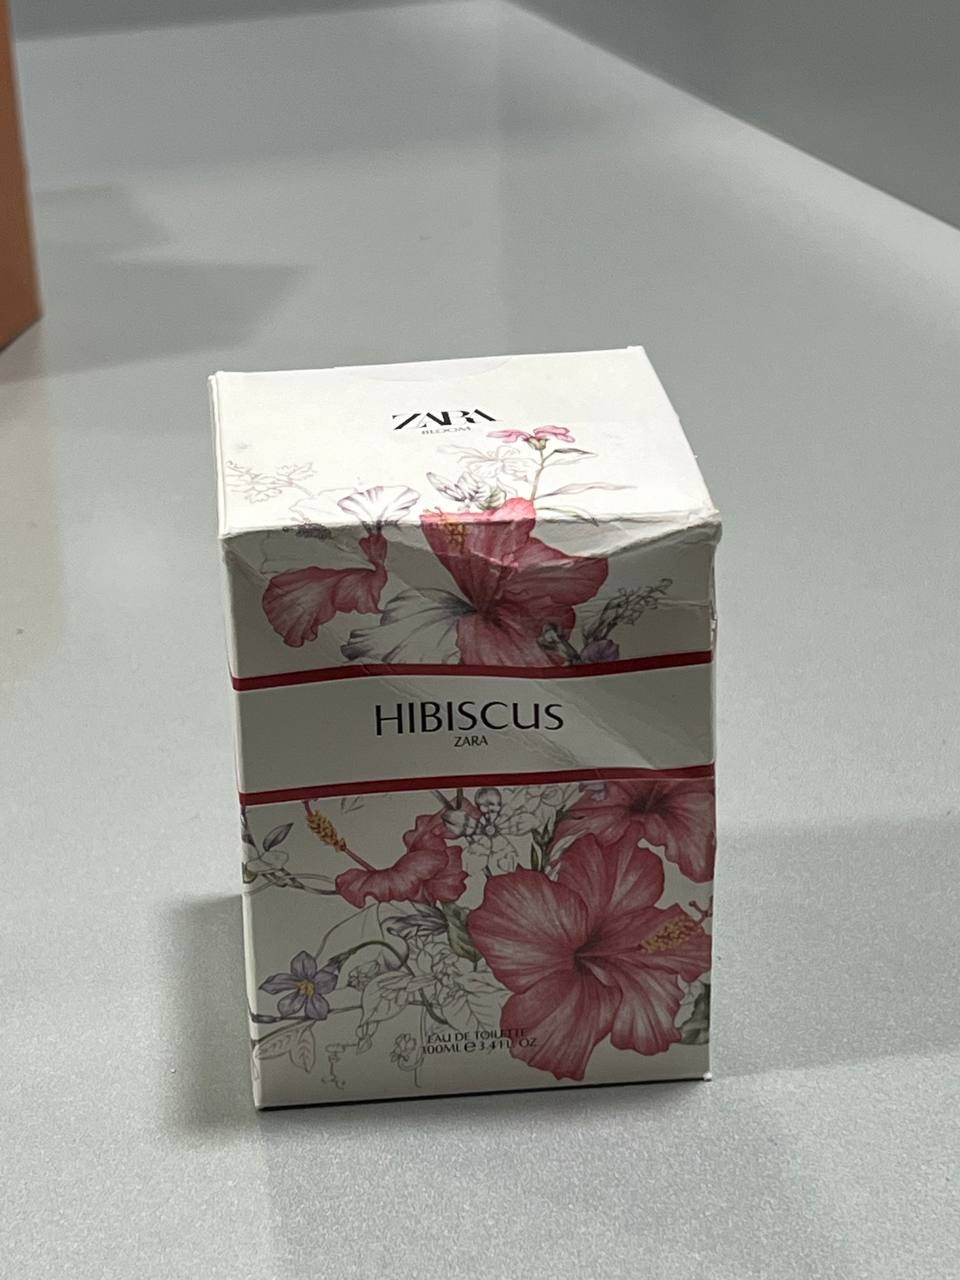 ZARA
BLOOM
HIBISCUS
ZARA
EAU DE TOILETTE
100ML ℮ 3.4 FL. OZ